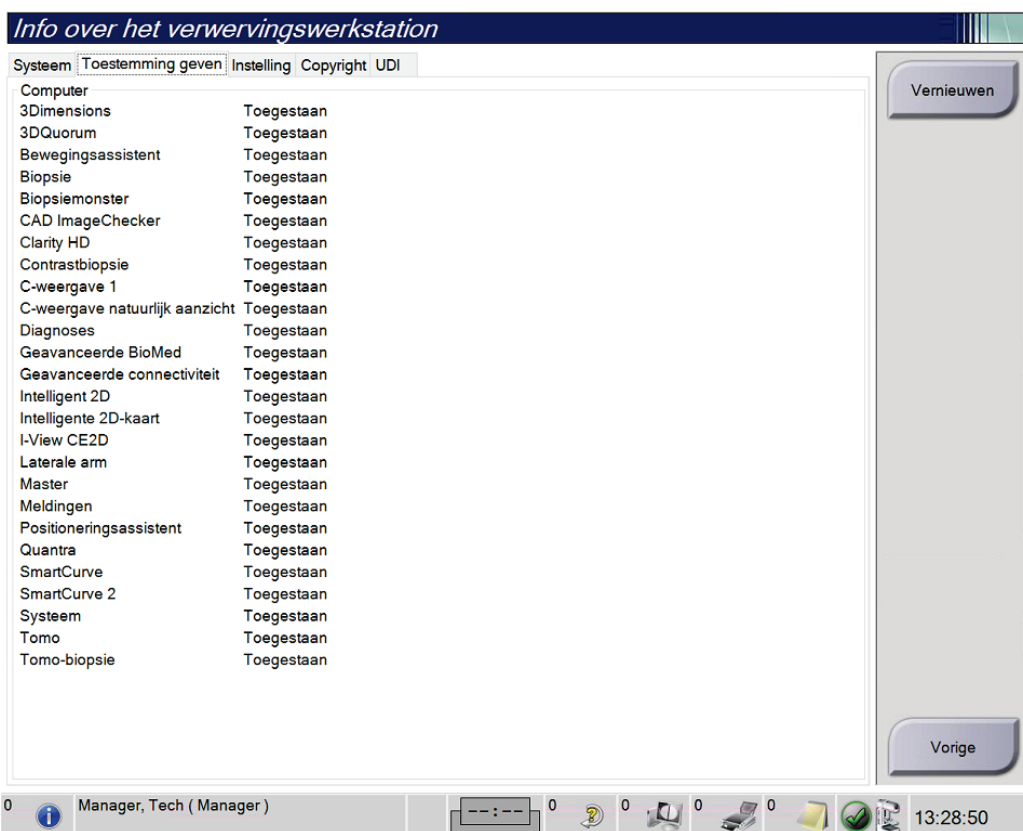 Info over het verwervingswerkstation
Systeem Toestemming geven Instelling Copyright UDI
Vernieuwen
Computer
3Dimensions Toegestaan
3DQuorum Toegestaan
Bewegingsassistent Toegestaan
Biopsie Toegestaan
Biopsiemonster Toegestaan
CAD ImageChecker Toegestaan
Clarity HD Toegestaan
Contrastbiopsie Toegestaan
C-weergave 1 Toegestaan
C-weergave natuurlijk aanzicht Toegestaan
Diagnoses Toegestaan
Geavanceerde BioMed Toegestaan
Geavanceerde connectiviteit Toegestaan
Intelligent 2D Toegestaan
Intelligente 2D-kaart Toegestaan
I-View CE2D Toegestaan
Laterale arm Toegestaan
Master Toegestaan
Meldingen Toegestaan
Positioneringsassistent Toegestaan
Quantra Toegestaan
SmartCurve Toegestaan
SmartCurve 2 Toegestaan
Systeem Toegestaan
Tomo Toegestaan
Tomo-biopsie Toegestaan
Vorige
0 Manager, Tech ( Manager ) --:-- 0 0 0 0 13:28:50